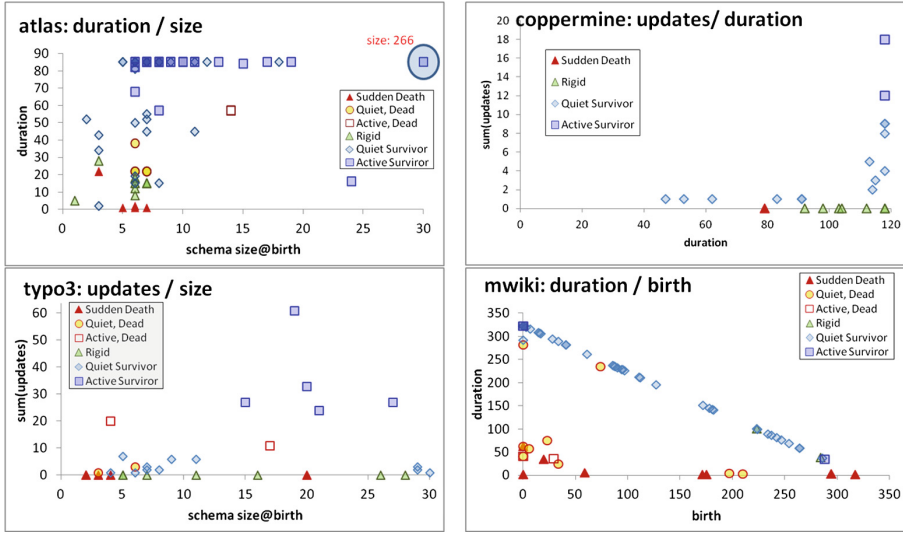 atlas: duration / size
size: 266
90
80
70
60
50
40
30
20
10
0
duration
Sudden Death
Quiet, Dead
Active, Dead
Rigid
Quiet Survivor
Active Surviror
0 5 10 15 20 25 30
schema size@birth
coppermine: updates/ duration
20
18
16
14
12
10
8
6
4
2
0
sum(updates)
Sudden Death
Rigid
Quiet Survivor
Active Surviror
0 20 40 60 80 100 120
duration
typo3: updates / size
60
50
40
30
20
10
0
sum(updates)
Sudden Death
Quiet, Dead
Active, Dead
Rigid
Quiet Survivor
Active Surviror
0 5 10 15 20 25 30
schema size@birth
mwiki: duration / birth
350
300
250
200
150
100
50
0
duration
Sudden Death
Quiet, Dead
Active, Dead
Rigid
Quiet Survivor
Active Surviror
0 50 100 150 200 250 300 350
birth